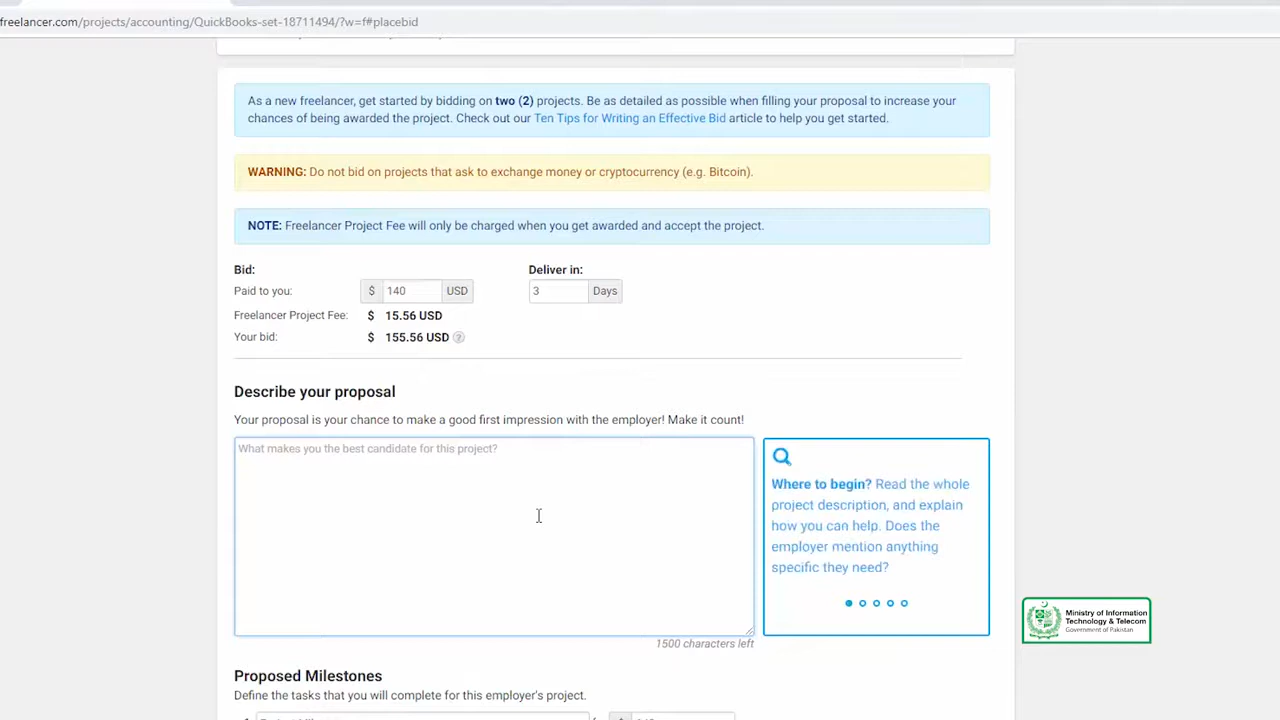 freelancer.com/projects/accounting/QuickBooks-set-18711494/?w=f#placebid
As a new freelancer, get started by bidding on two (2) projects. Be as detailed as possible when filling your proposal to increase your
chances of being awarded the project. Check out our Ten Tips for Writing an Effective Bid article to help you get started.
WARNING: Do not bid on projects that ask to exchange money or cryptocurrency (e.g. Bitcoin).
NOTE: Freelancer Project Fee will only be charged when you get awarded and accept the project.
Bid: Deliver in:
Paid to you: $ 140 USD 3 Days
Freelancer Project Fee: $ 15.56 USD
Your bid: $ 155.56 USD ?
Describe your proposal
Your proposal is your chance to make a good first impression with the employer! Make it count!
What makes you the best candidate for this project?
Where to begin? Read the whole
project description, and explain
how you can help. Does the
employer mention anything
specific they need?
1500 characters left
Ministry of Information
Technology & Telecom
Government of Pakistan
Proposed Milestones
Define the tasks that you will complete for this employer's project.